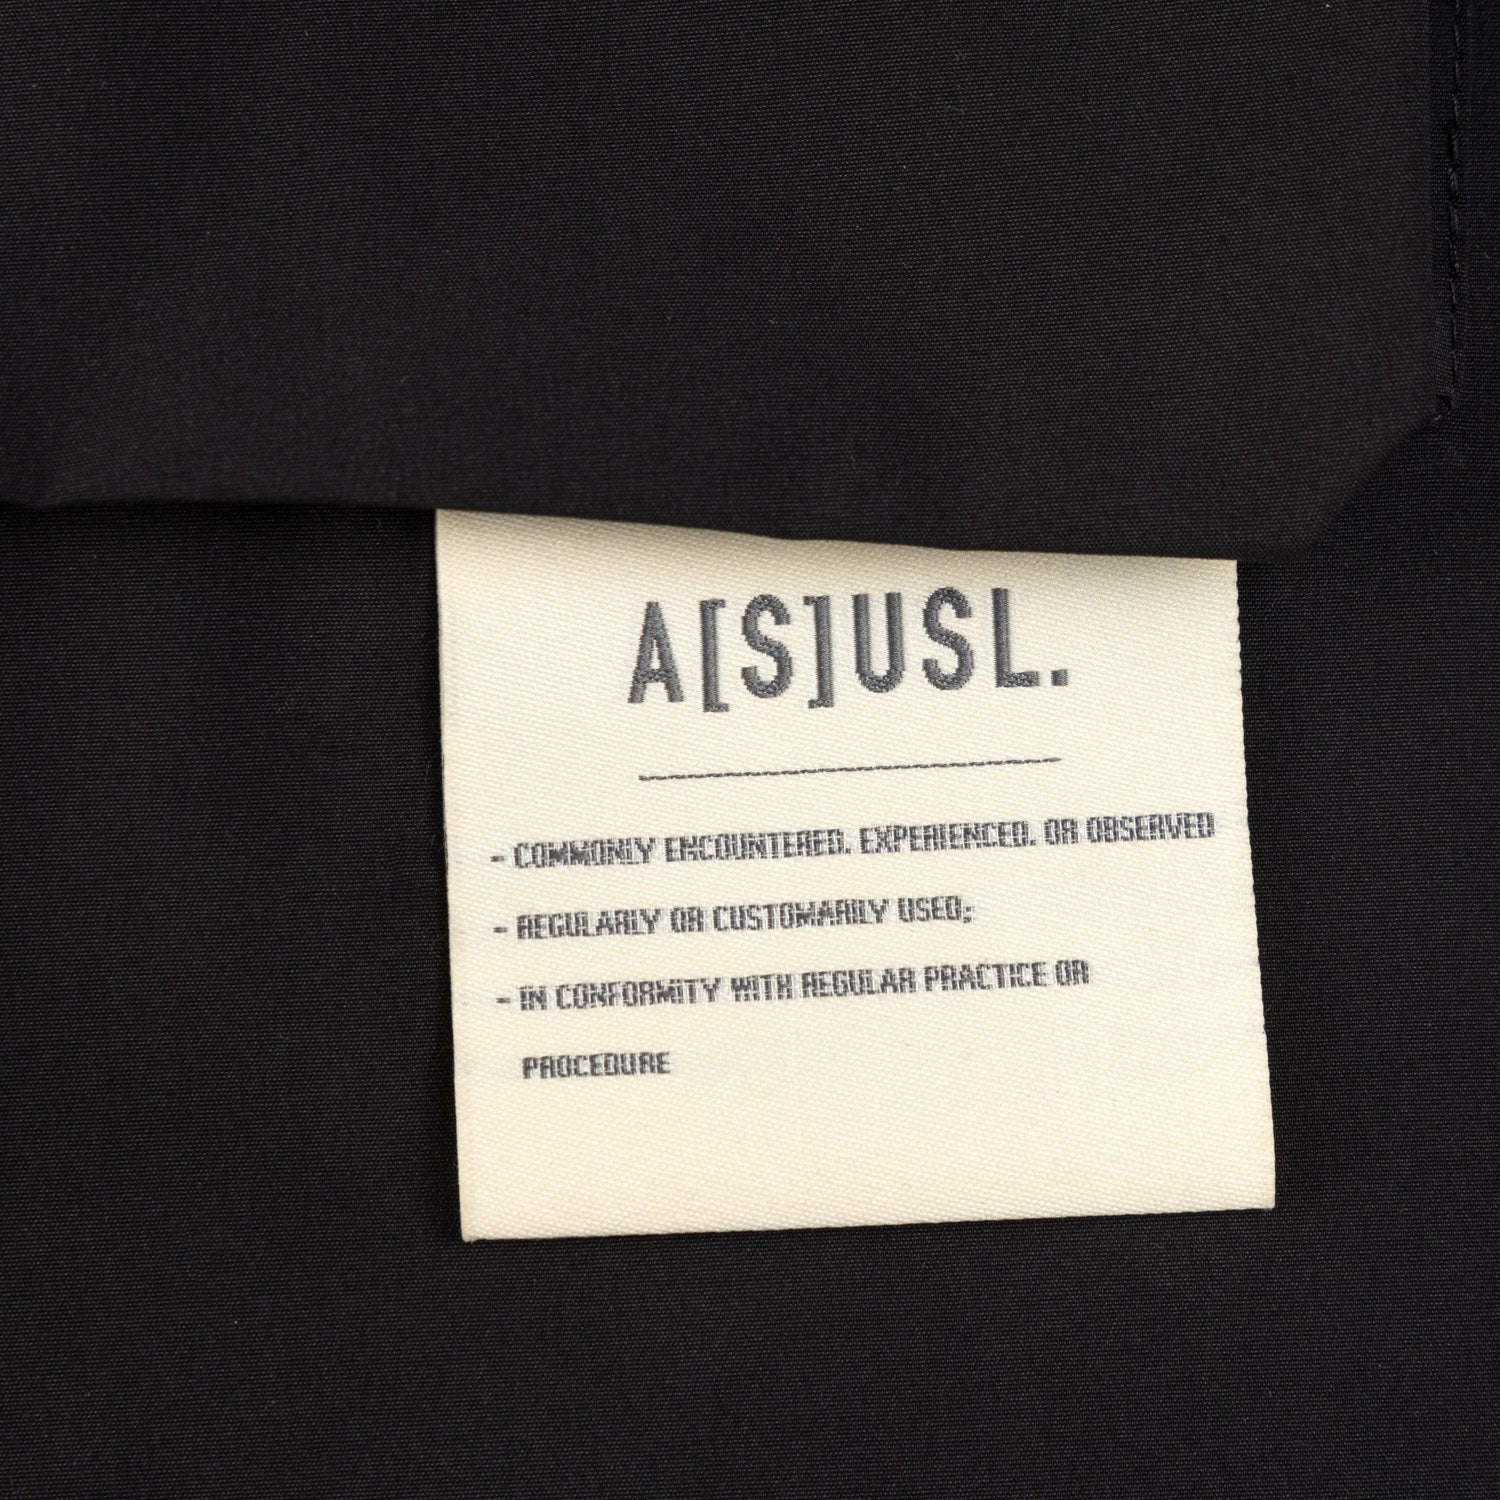 A[S]USL.
- COMMONLY ENCOUNTERED. EXPERIENCED. OR OBSERVED
- REGULARLY OR CUSTOMARILY USED;
- IN CONFORMITY WITH REGULAR PRACTICE OR
PROCEDURE